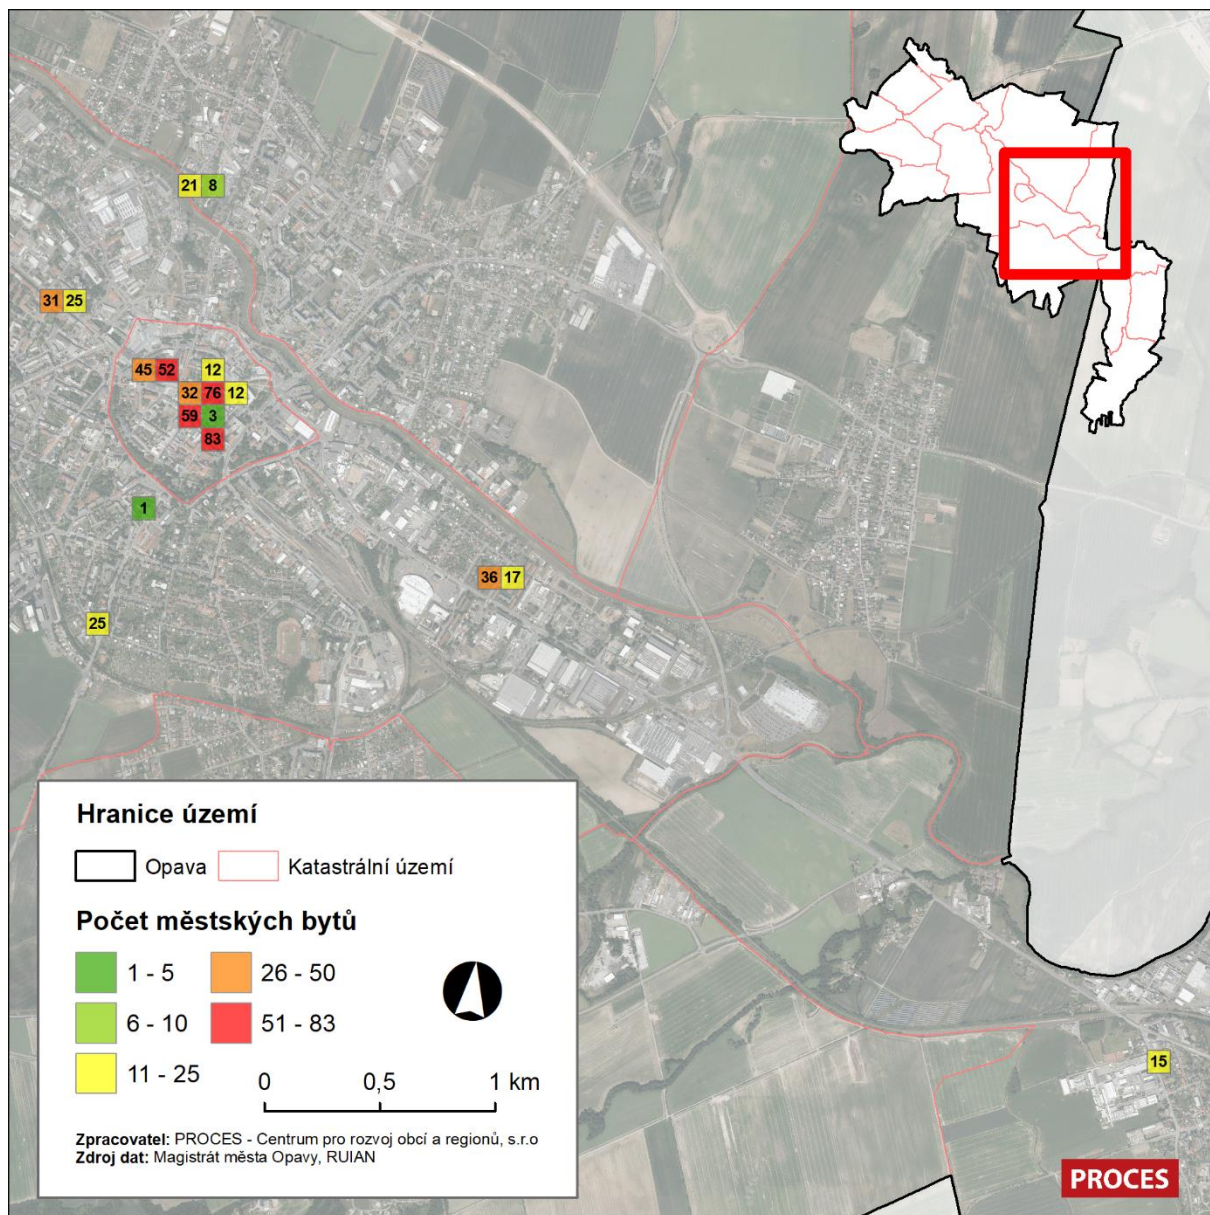 21 8
31 25
45 52 12
32 76 12
59 3
83
1
36 17
25
Hranice území
Opava Katastrální území
Počet městských bytů
1 - 5 26 - 50
6 - 10 51 - 83
11 - 25
0 0,5 1 km
Zpracovatel: PROCES - Centrum pro rozvoj obcí a regionů, s.r.o
Zdroj dat: Magistrát města Opavy, RUIAN
15
PROCES